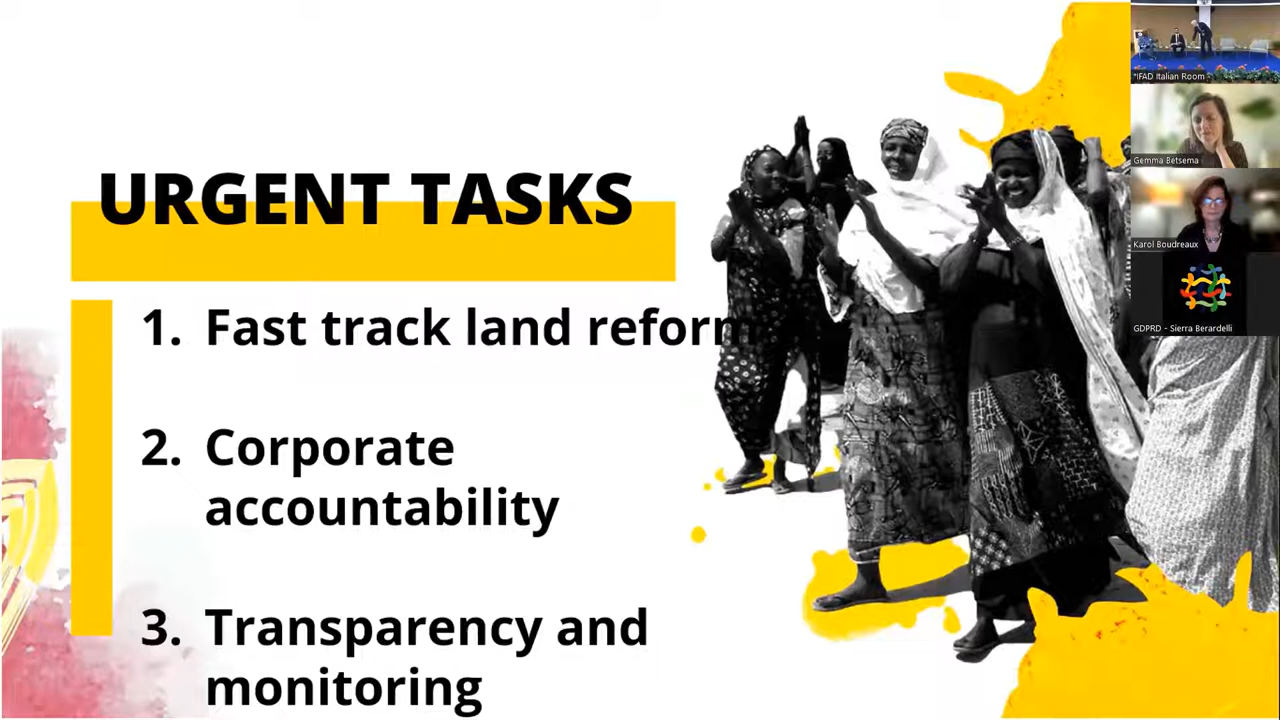 URGENT TASKS
1. Fast track land reform
2. Corporate
accountability
3. Transparency and
monitoring
*IFAD Italian Room
Gemma Betsema
Karol Boudreaux
GDPRD - Sierra Berardelli